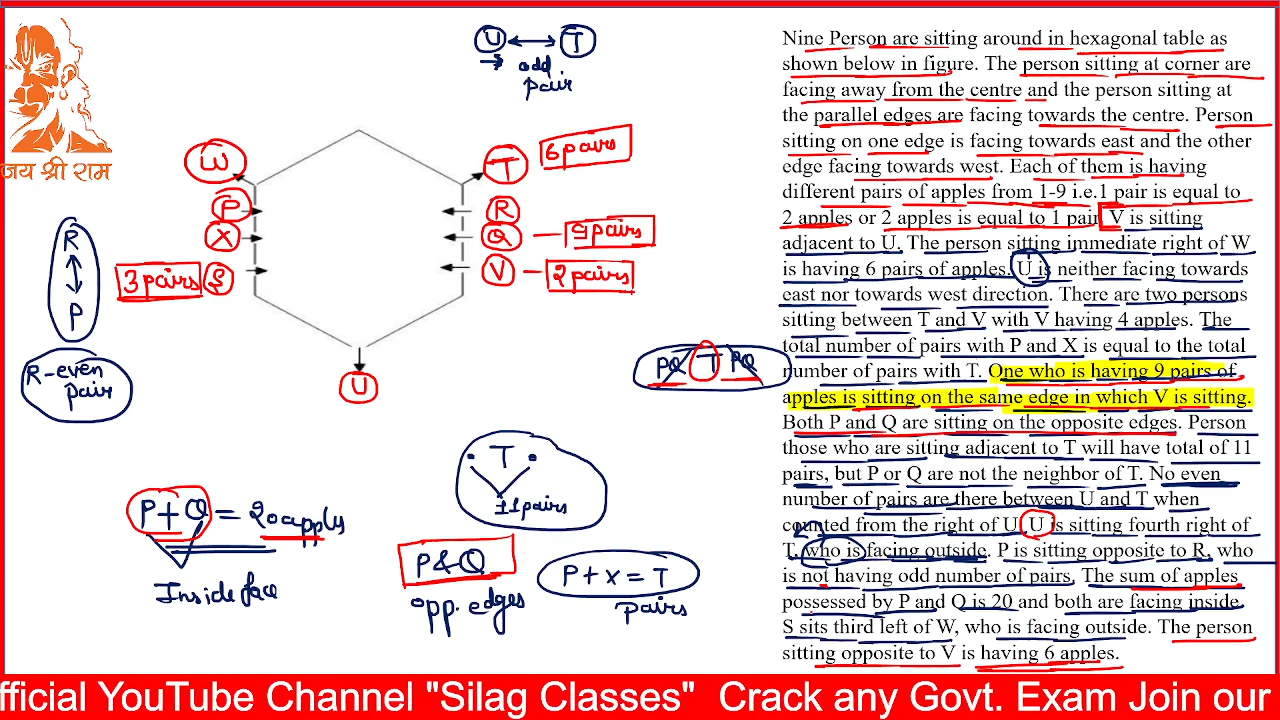 जय श्री राम
U ↔ T
odd
pair
W
T
6 pairs
P
R
X
Q
9 pairs
3 pairs
S
V
2 pairs
U
R
P
R-even
pair
PQ T PQ
P+Q = 20 apply
Inside face
T
11 pairs
P & Q
opp. edges
P + X = T
pairs
Nine Person are sitting around in hexagonal table as
shown below in figure. The person sitting at corner are
facing away from the centre and the person sitting at
the parallel edges are facing towards the centre. Person
sitting on one edge is facing towards east and the other
edge facing towards west. Each of them is having
different pairs of apples from 1-9 i.e.1 pair is equal to
2 apples or 2 apples is equal to 1 pair. V is sitting
adjacent to U. The person sitting immediate right of W
is having 6 pairs of apples. U is neither facing towards
east nor towards west direction. There are two persons
sitting between T and V with V having 4 apples. The
total number of pairs with P and X is equal to the total
number of pairs with T. One who is having 9 pairs of
apples is sitting on the same edge in which V is sitting.
Both P and Q are sitting on the opposite edges. Person
those who are sitting adjacent to T will have total of 11
pairs, but P or Q are not the neighbor of T. No even
number of pairs are there between U and T when
counted from the right of U. U is sitting fourth right of
T, who is facing outside. P is sitting opposite to R, who
is not having odd number of pairs. The sum of apples
possessed by P and Q is 20 and both are facing inside.
S sits third left of W, who is facing outside. The person
sitting opposite to V is having 6 apples.
fficial YouTube Channel "Silag Classes" Crack any Govt. Exam Join our